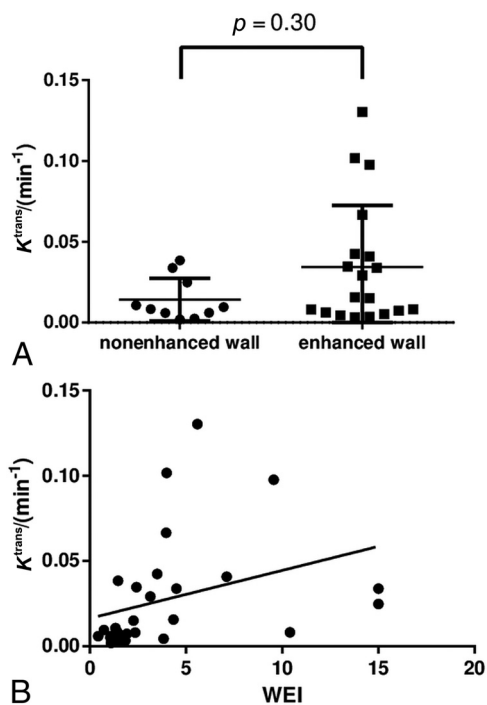 p = 0.30
0.15
0.10
0.05
0.00
Ktrans/(min-1)
nonenhanced wall enhanced wall
A
0.15
0.10
0.05
0.00
Ktrans/(min-1)
0 5 10 15 20
WEI
B